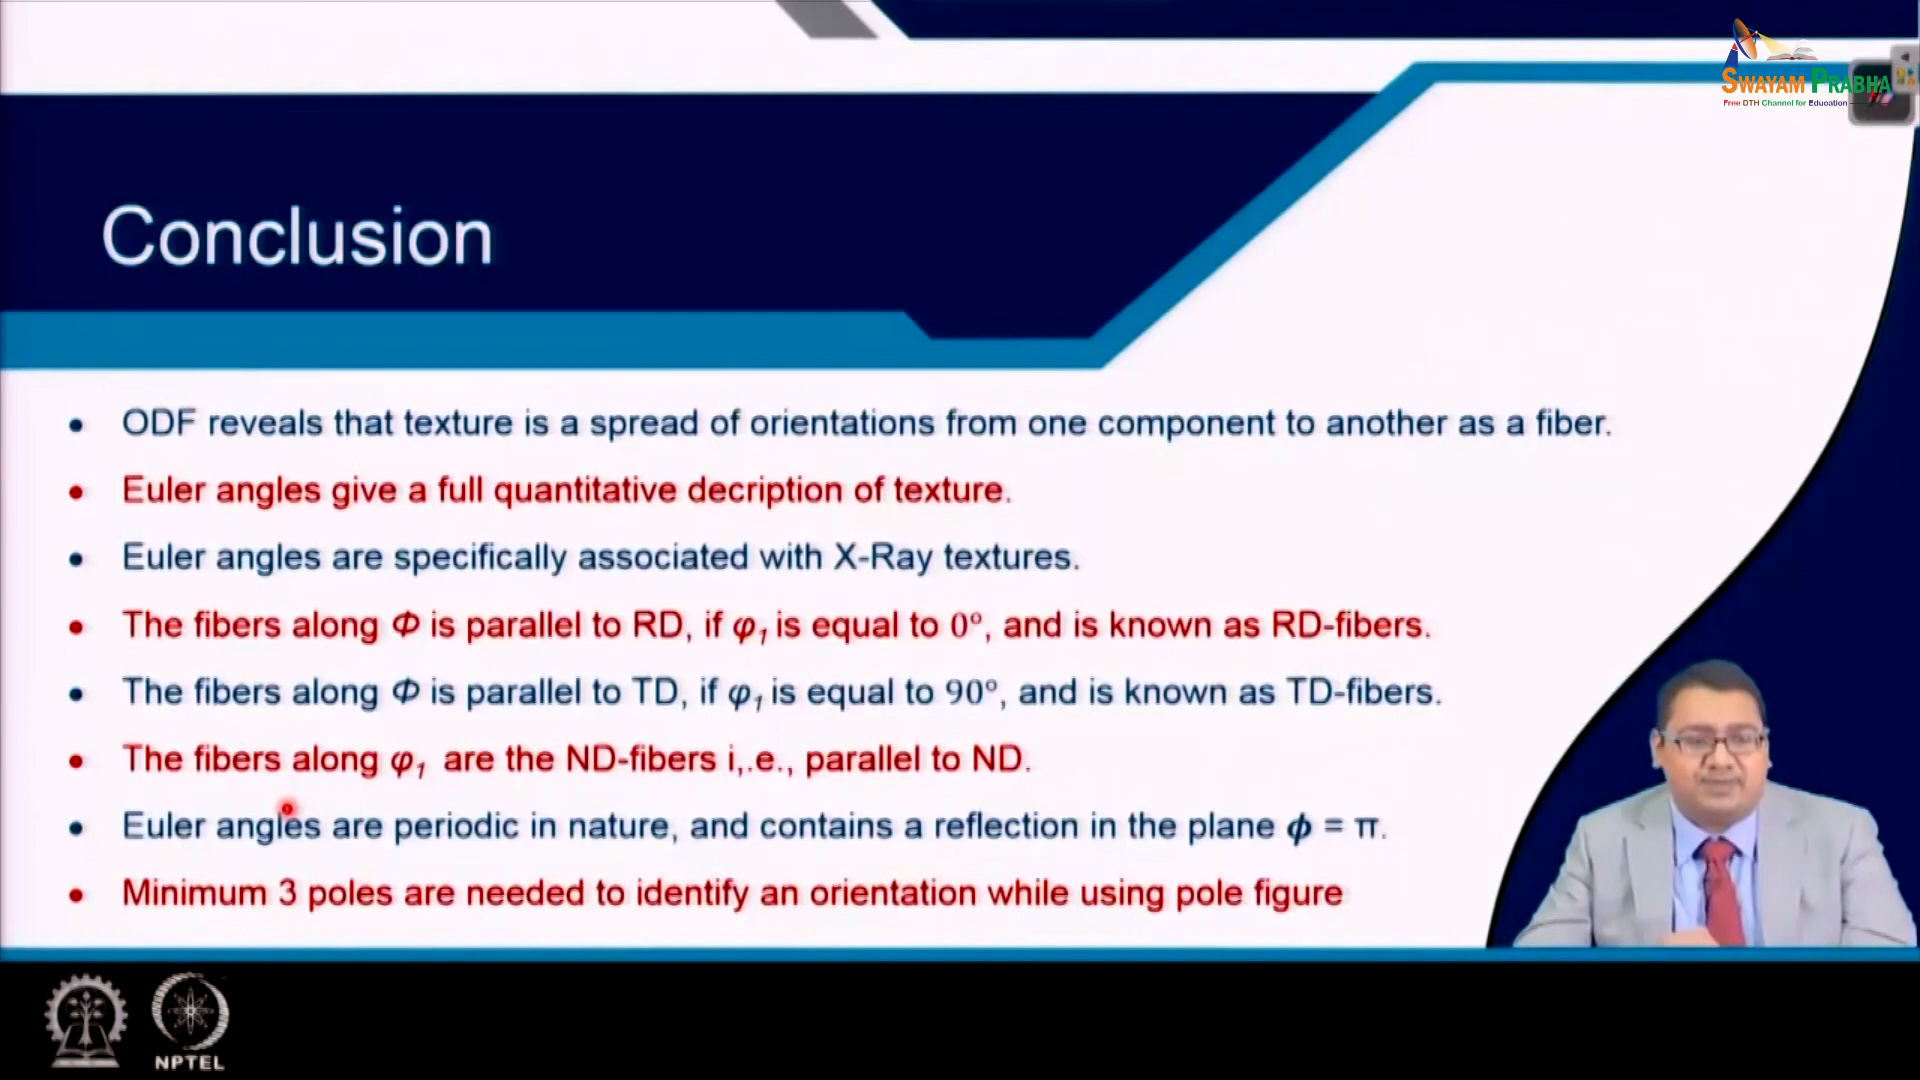 SWAYAM PRABHA
Free DTH Channel for Education
Conclusion
• ODF reveals that texture is a spread of orientations from one component to another as a fiber.
• Euler angles give a full quantitative decription of texture.
• Euler angles are specifically associated with X-Ray textures.
• The fibers along Φ is parallel to RD, if φ₁ is equal to 0°, and is known as RD-fibers.
• The fibers along Φ is parallel to TD, if φ₁ is equal to 90°, and is known as TD-fibers.
• The fibers along φ₁ are the ND-fibers i,.e., parallel to ND.
• Euler angles are periodic in nature, and contains a reflection in the plane ϕ = π.
• Minimum 3 poles are needed to identify an orientation while using pole figure
NPTEL